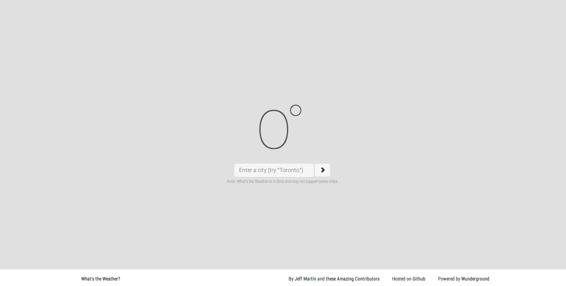 0°
Enter a city (try "Toronto")
Note: What's the Weather is in Beta and may not support some cities.
What's the Weather?
By Jeff Martin and these Amazing Contributors
Hosted on Github
Powered by Wunderground